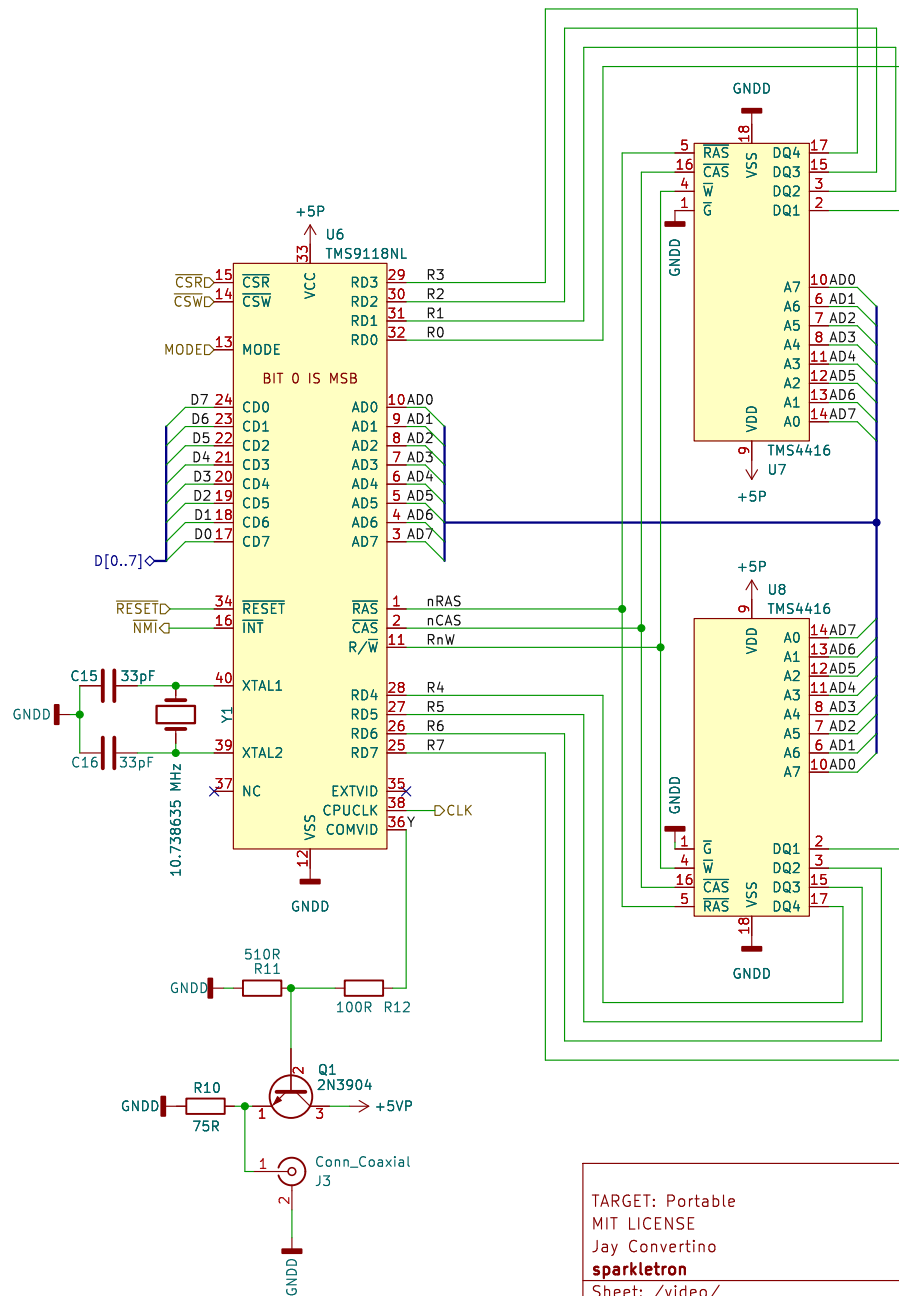 GNDD
18
5 RAS VSS DQ4 17
16 CAS DQ3 15
4 W DQ2 3
1 G DQ1 2
GNDD
A7 10 AD0
A6 6 AD1
A5 7 AD2
A4 8 AD3
A3 11 AD4
A2 12 AD5
A1 13 AD6
A0 14 AD7
VDD
9
TMS4416
U7
+5P
+5P
U6
TMS9118NL
33
VCC
CSR 15 CSR
CSW 14 CSW
MODE 13 MODE
BIT 0 IS MSB
RD3 29 R3
RD2 30 R2
RD1 31 R1
RD0 32 R0
D7 24 CD0
D6 23 CD1
D5 22 CD2
D4 21 CD3
D3 20 CD4
D2 19 CD5
D1 18 CD6
D0 17 CD7
D[0..7]
AD0 10 AD0
AD1 9 AD1
AD2 8 AD2
AD3 7 AD3
AD4 6 AD4
AD5 5 AD5
AD6 4 AD6
AD7 3 AD7
RESET 34 RESET
NMI 16 INT
RAS 1 nRAS
CAS 2 nCAS
R/W 11 RnW
40 XTAL1
39 XTAL2
37 NC
RD4 28 R4
RD5 27 R5
RD6 26 R6
RD7 25 R7
EXTVID 35
CPUCLK 38 CLK
COMVID 36 Y
VSS
12
GNDD
C15 33pF
GNDD
C16 33pF
Y1
10.738635 MHz
+5P
U8
TMS4416
9
VDD
A0 14 AD7
A1 13 AD6
A2 12 AD5
A3 11 AD4
A4 8 AD3
A5 7 AD2
A6 6 AD1
A7 10 AD0
GNDD
1 G DQ1 2
4 W DQ2 3
16 CAS DQ3 15
5 RAS VSS DQ4 17
18
GNDD
510R
R11
GNDD
100R R12
Q1
2N3904
2
1
3
+5VP
R10
GNDD
75R
Conn_Coaxial
J3
1
2
GNDD
TARGET: Portable
MIT LICENSE
Jay Convertino
sparkletron
Sheet: /video/